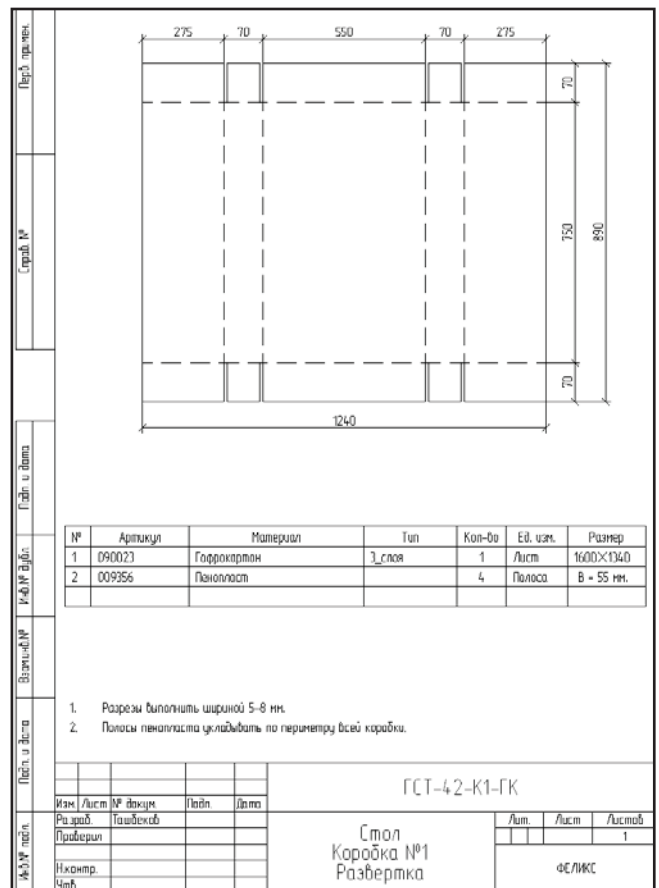 275 70 550 70 275
70
750
890
70
1240
Перв. примен.
Справ. №
Подп. и дата
Инв.№ дубл.
Взам.инв.№
Подп. и дата
Инв.№ подл.
№ Артикул Материал Тип Кол-во Ед. изм. Размер
1 090023 Гофрокартон 3_слоя 1 Лист 1600×1340
2 009356 Пенопласт 4 Полоса В = 55 мм.
1. Разрезы выполнить шириной 5-8 мм.
2. Полосы пенопласта укладывать по периметру всей коробки.
ГСТ-42-К1-ГК
Изм. Лист № докум. Подп. Дата
Разраб. Ташбеков
Проверил
Н.контр.
Утв.
Стол
Коробка №1
Развертка
Лит. Лист Листов
1
ФЕЛИКС